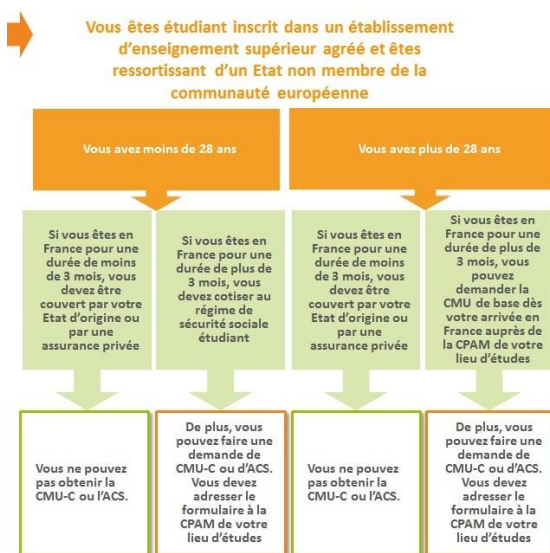 Vous êtes étudiant inscrit dans un établissement
d'enseignement supérieur agréé et êtes
ressortissant d'un Etat non membre de la
communauté européenne
Vous avez moins de 28 ans
Vous avez plus de 28 ans
Si vous êtes en
France pour une
durée de moins
de 3 mois, vous
devez être
couvert par votre
Etat d'origine ou
par une
assurance privée
Si vous êtes en
France pour une
durée de plus de
3 mois, vous
devez cotiser au
régime de
sécurité sociale
étudiant
Si vous êtes en
France pour une
durée de moins
de 3 mois, vous
devez être
couvert par votre
Etat d'origine ou
par une
assurance privée
Si vous êtes en
France pour une
durée de plus de
3 mois, vous
pouvez
demander la
CMU de base dès
votre arrivée en
France auprès de
la CPAM de votre
lieu d'études
Vous ne pouvez
pas obtenir la
CMU-C ou l'ACS.
De plus, vous
pouvez faire une
demande de
CMU-C ou d'ACS.
Vous devez
adresser le
formulaire à la
CPAM de votre
lieu d'études
Vous ne pouvez
pas obtenir la
CMU-C ou l'ACS.
De plus, vous
pouvez faire une
demande de
CMU-C ou d'ACS.
Vous devez
adresser le
formulaire à la
CPAM de votre
lieu d'études